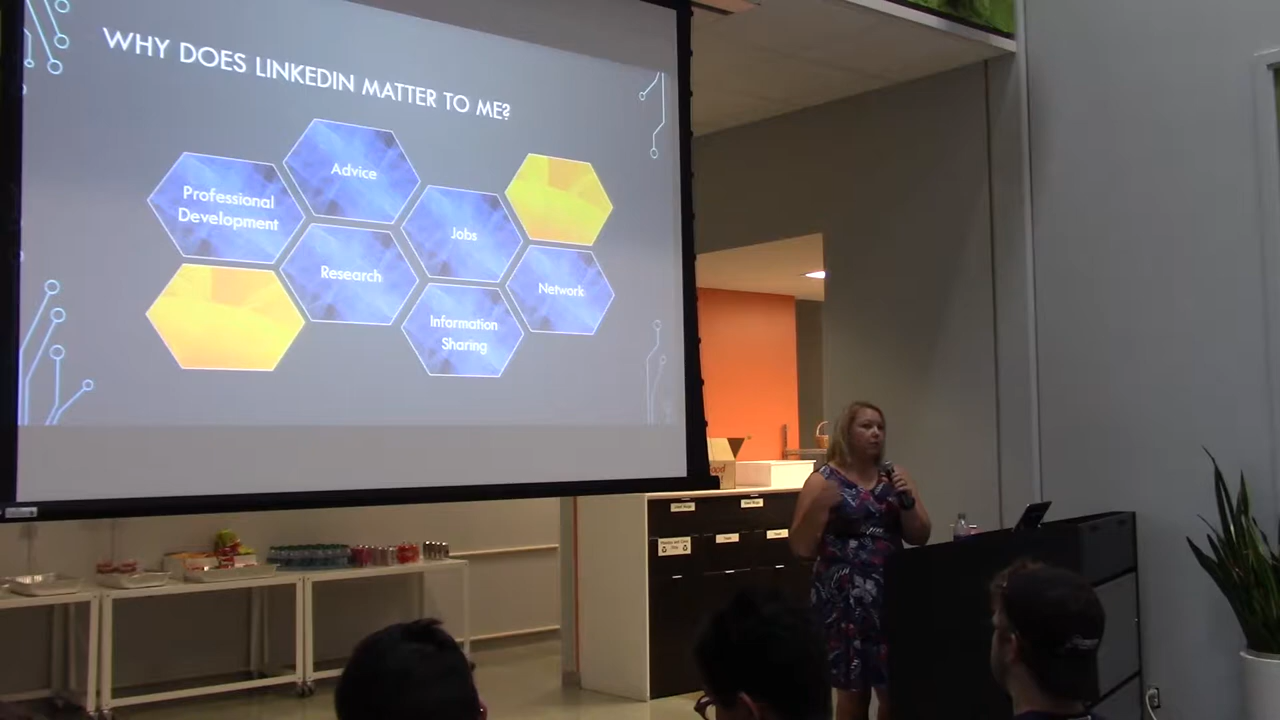 WHY DOES LINKEDIN MATTER TO ME?
Advice
Professional
Development
Jobs
Research
Network
Information
Sharing